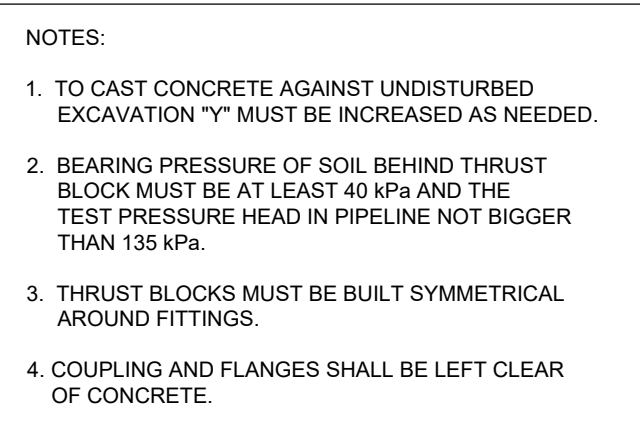 NOTES:
1. TO CAST CONCRETE AGAINST UNDISTURBED
EXCAVATION "Y" MUST BE INCREASED AS NEEDED.
2. BEARING PRESSURE OF SOIL BEHIND THRUST
BLOCK MUST BE AT LEAST 40 kPa AND THE
TEST PRESSURE HEAD IN PIPELINE NOT BIGGER
THAN 135 kPa.
3. THRUST BLOCKS MUST BE BUILT SYMMETRICAL
AROUND FITTINGS.
4. COUPLING AND FLANGES SHALL BE LEFT CLEAR
OF CONCRETE.